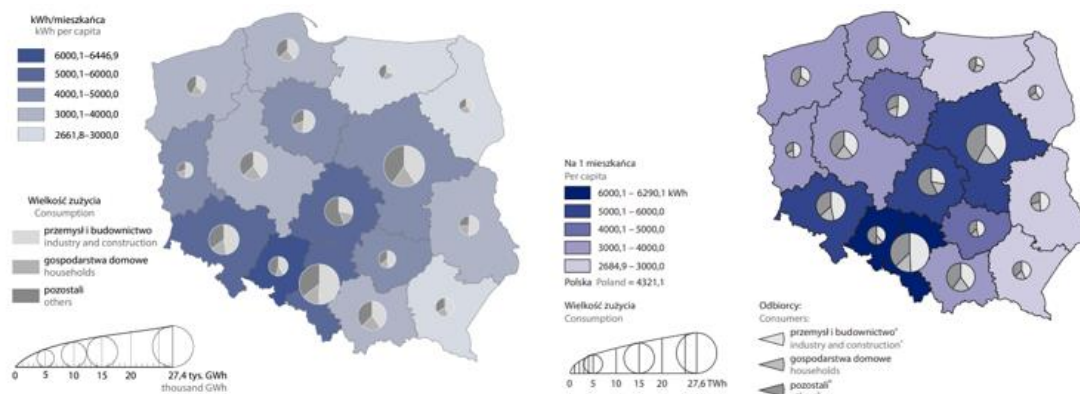 kWh/mieszkańca
kWh per capita
6000,1–6446,9
5000,1–6000,0
4000,1–5000,0
3000,1–4000,0
2661,8–3000,0
Wielkość zużycia
Consumption
przemysł i budownictwo
industry and construction
gospodarstwa domowe
households
pozostali
others
0 5 10 15 20 27,4 tys. GWh
thousand GWh
Na 1 mieszkańca
Per capita
6000,1 – 6290,1 kWh
5000,1 – 6000,0
4000,1 – 5000,0
3000,1 – 4000,0
2684,9 – 3000,0
Polska Poland = 4321,1
Wielkość zużycia
Consumption
0 5 10 15 20 27,6 TWh
Odbiorcy:
Consumers:
przemysł i budownictwo
industry and construction
gospodarstwa domowe
households
pozostali